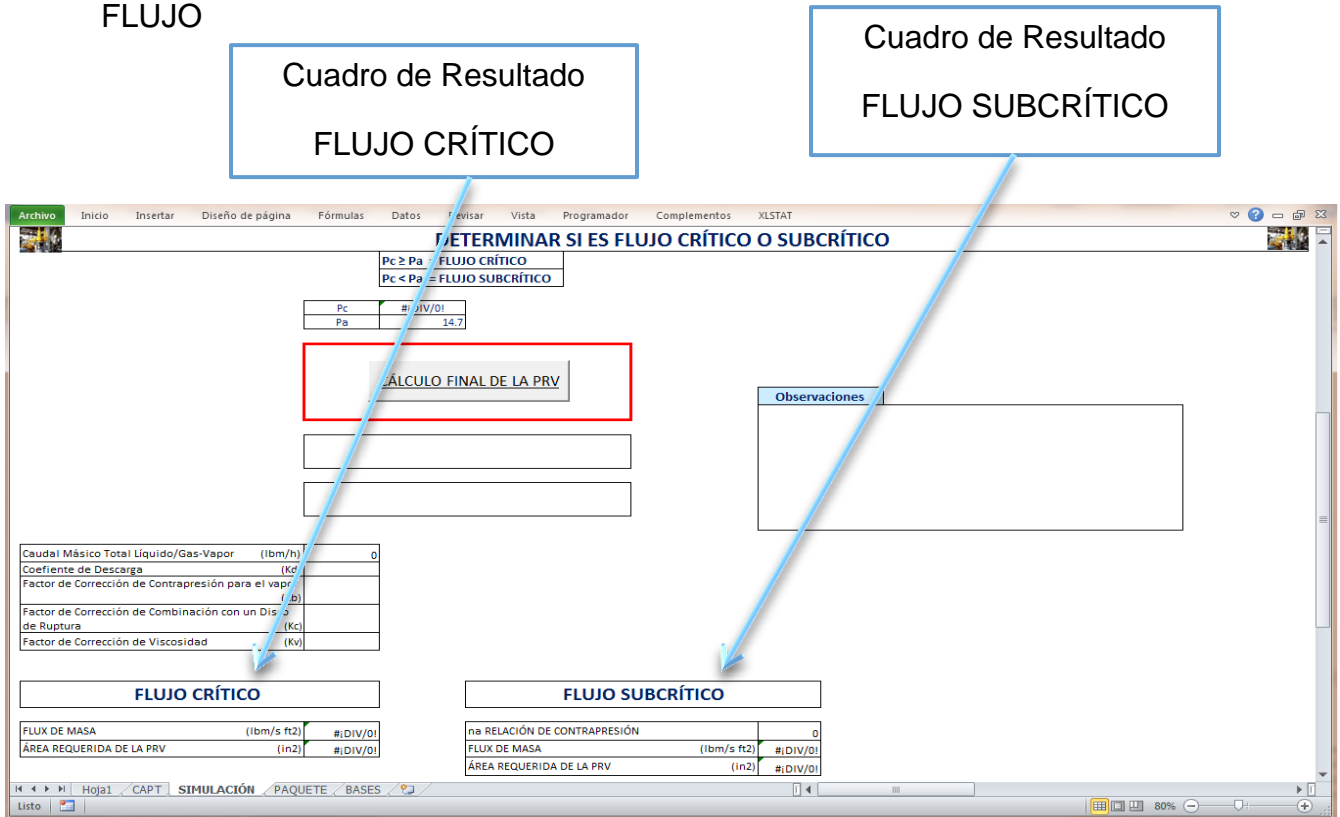 FLUJO
Cuadro de Resultado
FLUJO CRÍTICO
Cuadro de Resultado
FLUJO SUBCRÍTICO
Archivo Inicio Insertar Diseño de página Fórmulas Datos Revisar Vista Programador Complementos XLSTAT
DETERMINAR SI ES FLUJO CRÍTICO O SUBCRÍTICO
Pc ≥ Pa = FLUJO CRÍTICO
Pc < Pa = FLUJO SUBCRÍTICO
Pc #¡DIV/0!
Pa 14.7
CÁLCULO FINAL DE LA PRV
Observaciones
Caudal Másico Total Líquido/Gas-Vapor (lbm/h) 0
Coefiente de Descarga (Kd)
Factor de Corrección de Contrapresión para el vapor
(Kb)
Factor de Corrección de Combinación con un Disco
de Ruptura (Kc)
Factor de Corrección de Viscosidad (Kv)
FLUJO CRÍTICO
FLUX DE MASA (lbm/s ft2) #¡DIV/0!
ÁREA REQUERIDA DE LA PRV (in2) #¡DIV/0!
FLUJO SUBCRÍTICO
na RELACIÓN DE CONTRAPRESIÓN 0
FLUX DE MASA (lbm/s ft2) #¡DIV/0!
ÁREA REQUERIDA DE LA PRV (in2) #¡DIV/0!
Hoja1 CAPT SIMULACIÓN PAQUETE BASES
Listo 80%